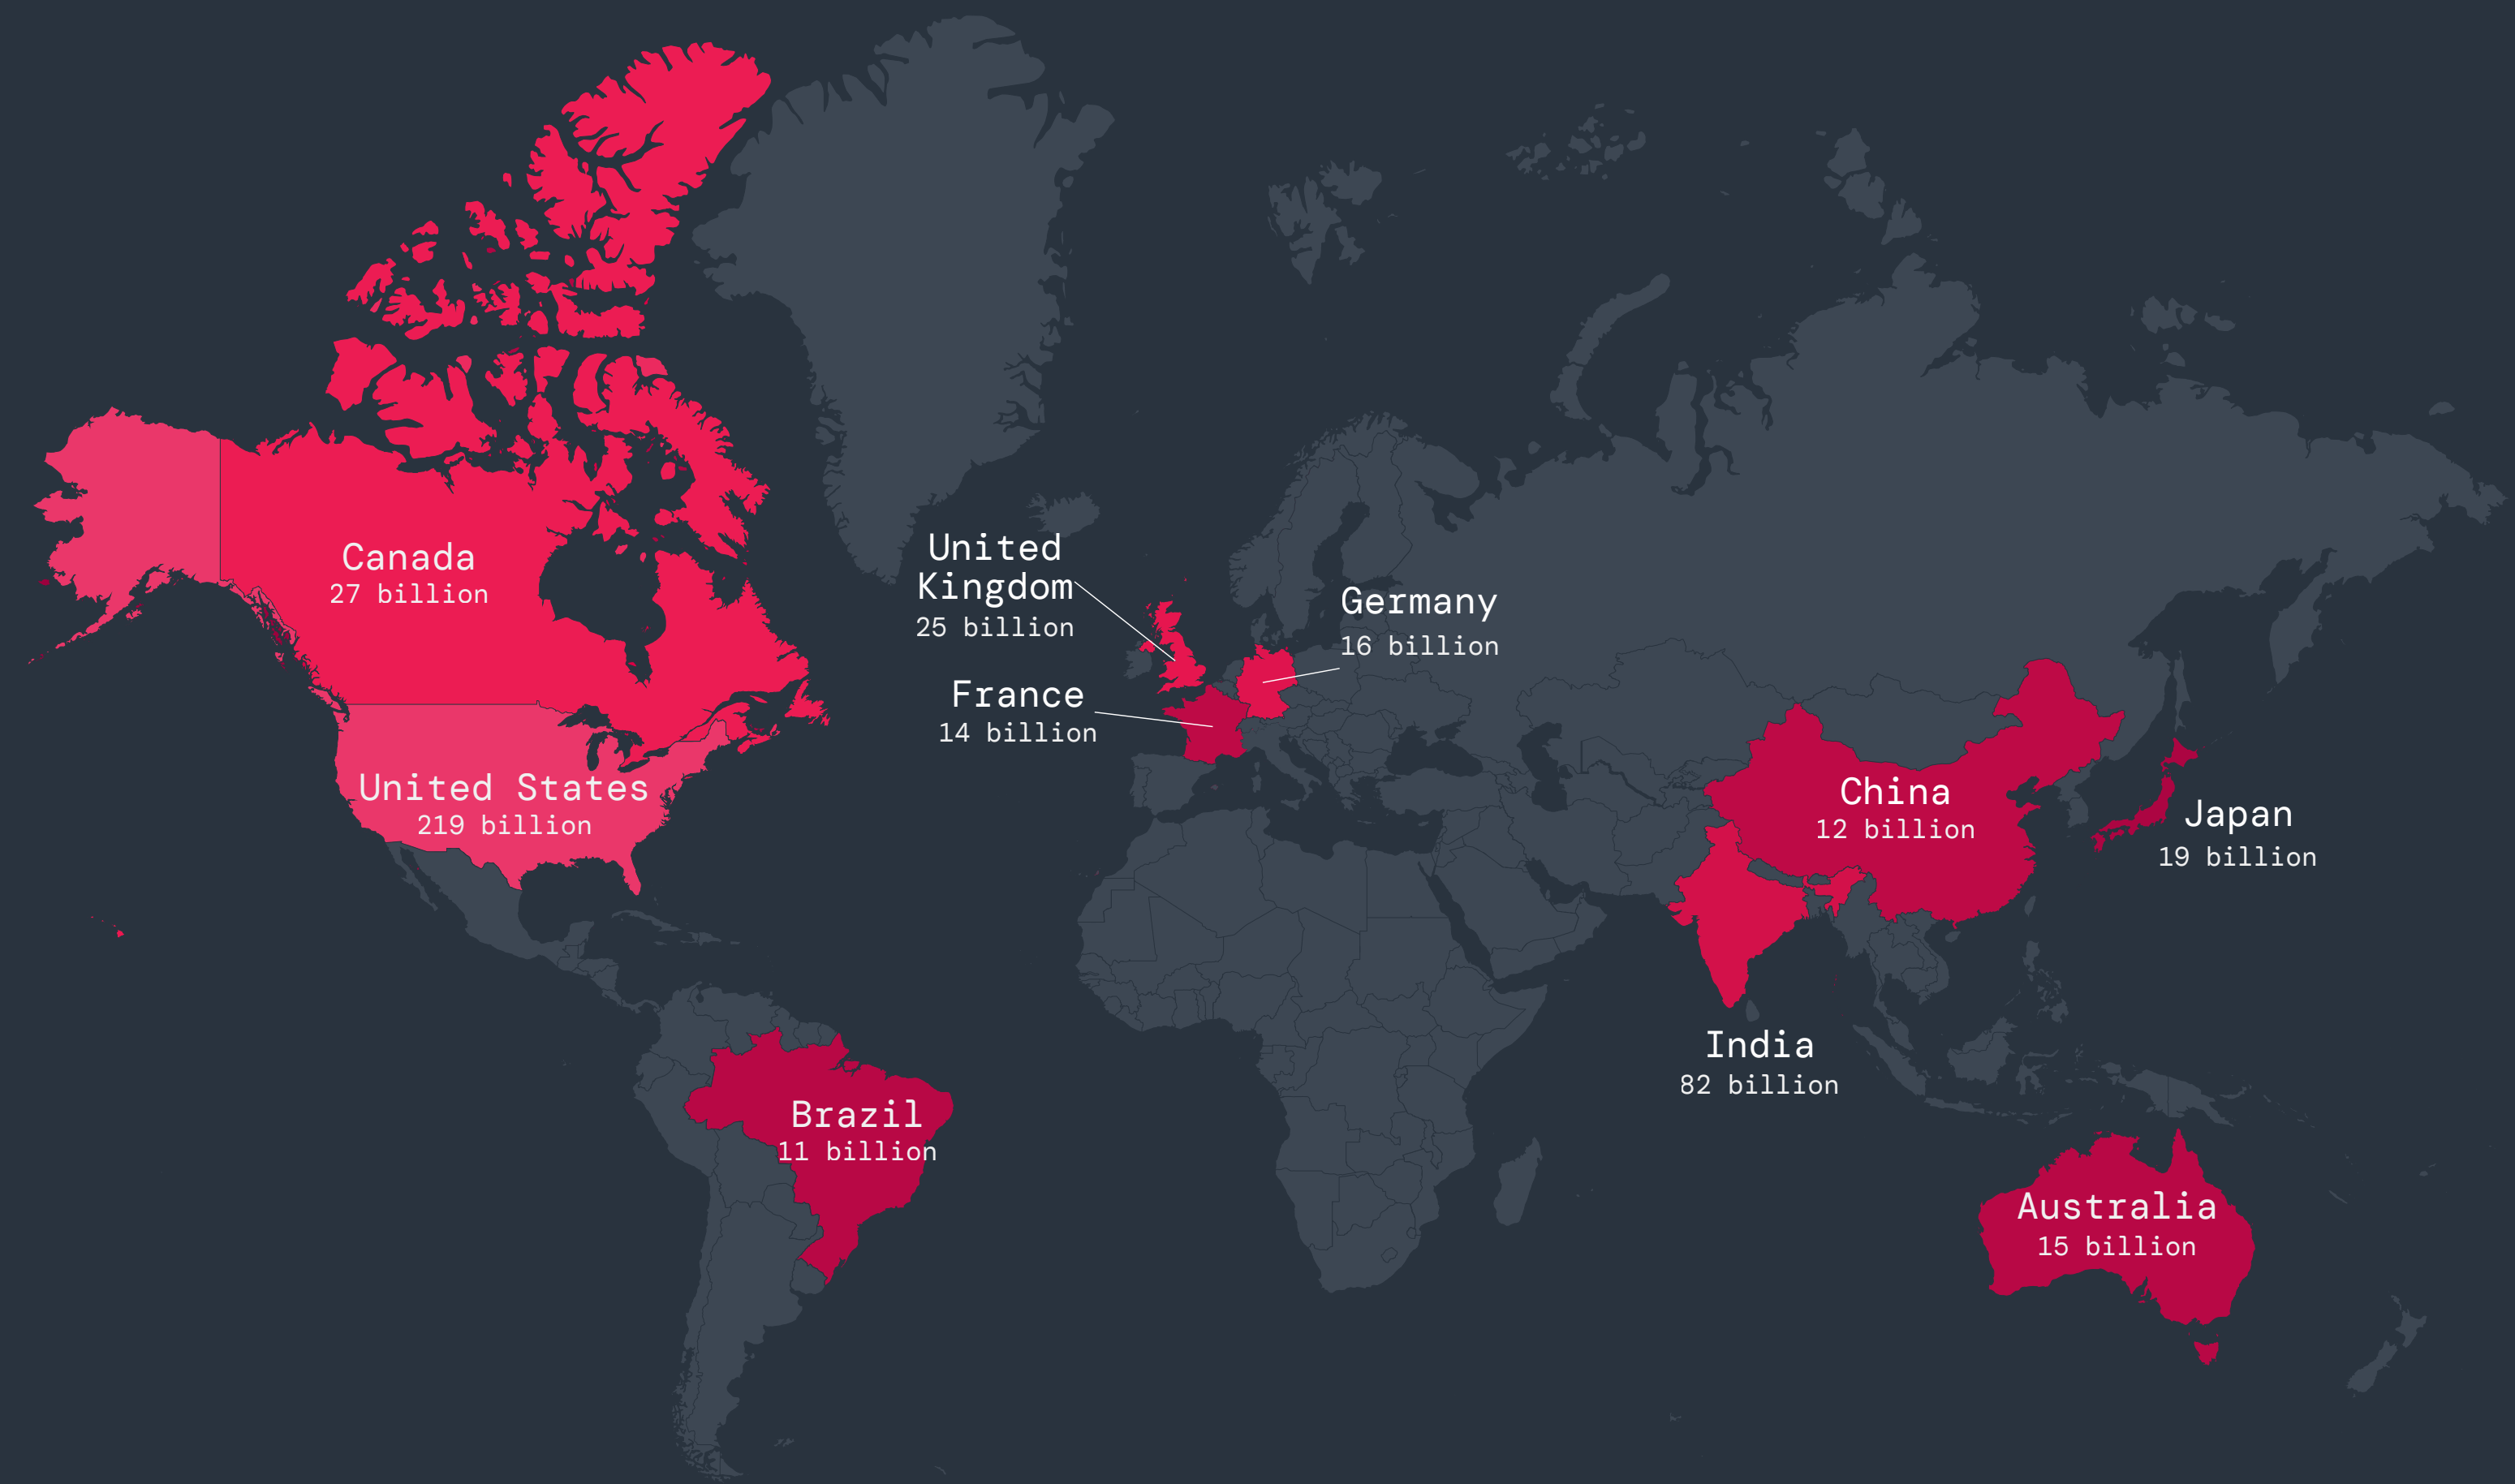 Canada
27 billion
United States
219 billion
United
Kingdom
25 billion
France
14 billion
Germany
16 billion
China
12 billion
Japan
19 billion
India
82 billion
Brazil
11 billion
Australia
15 billion